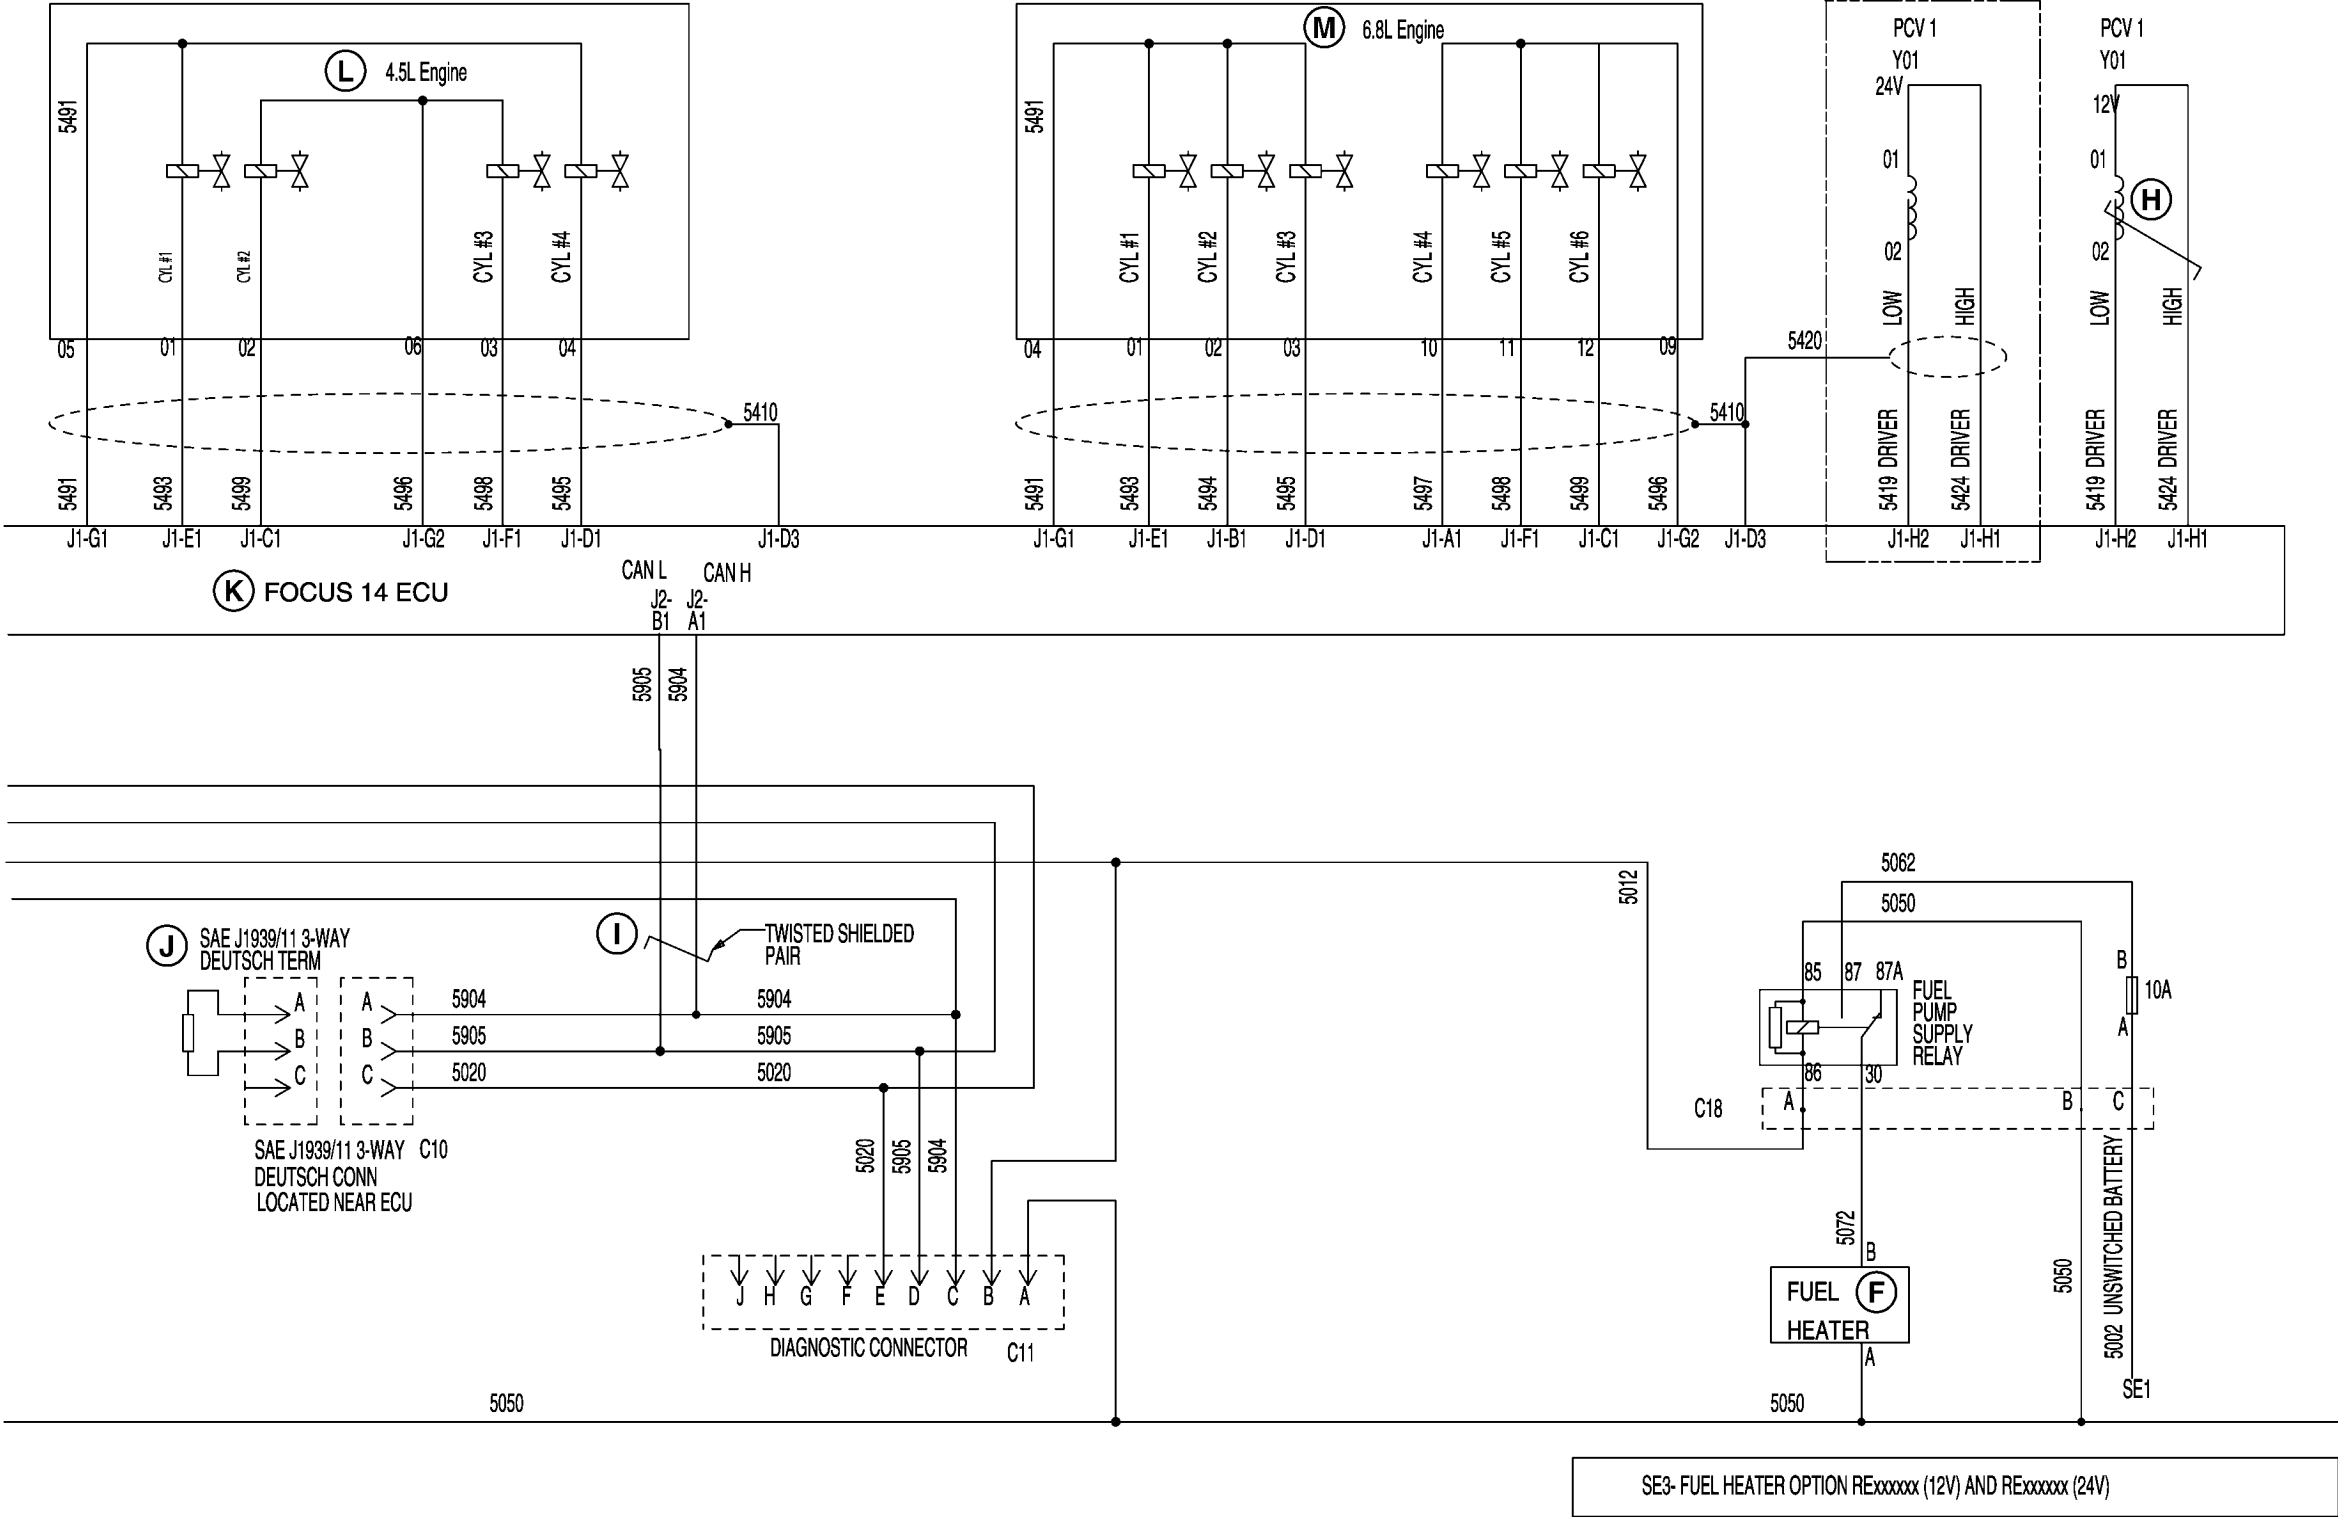 L 4.5L Engine
5491
CYL #1
CYL #2
CYL #3
CYL #4
05 01 02 06 03 04
5410
5491 5493 5499 5496 5498 5495
J1-G1 J1-E1 J1-C1 J1-G2 J1-F1 J1-D1 J1-D3
M 6.8L Engine
5491
CYL #1
CYL #2
CYL #3
CYL #4
CYL #5
CYL #6
04 01 02 03 10 11 12 09
5410
5420
5491 5493 5494 5495 5497 5498 5499 5496
J1-G1 J1-E1 J1-B1 J1-D1 J1-A1 J1-F1 J1-C1 J1-G2 J1-D3
PCV 1
Y01
24V
01
02
LOW
HIGH
5419 DRIVER
5424 DRIVER
J1-H2 J1-H1
PCV 1
Y01
12V
01
H
02
LOW
HIGH
5419 DRIVER
5424 DRIVER
J1-H2 J1-H1
K FOCUS 14 ECU
CAN L CAN H
J2- J2-
B1 A1
5905
5904
5012
5062
5050
J SAE J1939/11 3-WAY
DEUTSCH TERM
I TWISTED SHIELDED
PAIR
A A 5904 5904
B B 5905 5905
C C 5020 5020
SAE J1939/11 3-WAY C10
DEUTSCH CONN
LOCATED NEAR ECU
5020
5905
5904
J H G F E D C B A
DIAGNOSTIC CONNECTOR C11
85 87 87A
FUEL
PUMP
SUPPLY
RELAY
86 30
B
10A
A
C18 A B C
5072
B
FUEL F
HEATER
A
5050
5002 UNSWITCHED BATTERY
SE1
5050
5050
SE3- FUEL HEATER OPTION RExxxxxx (12V) AND RExxxxxx (24V)